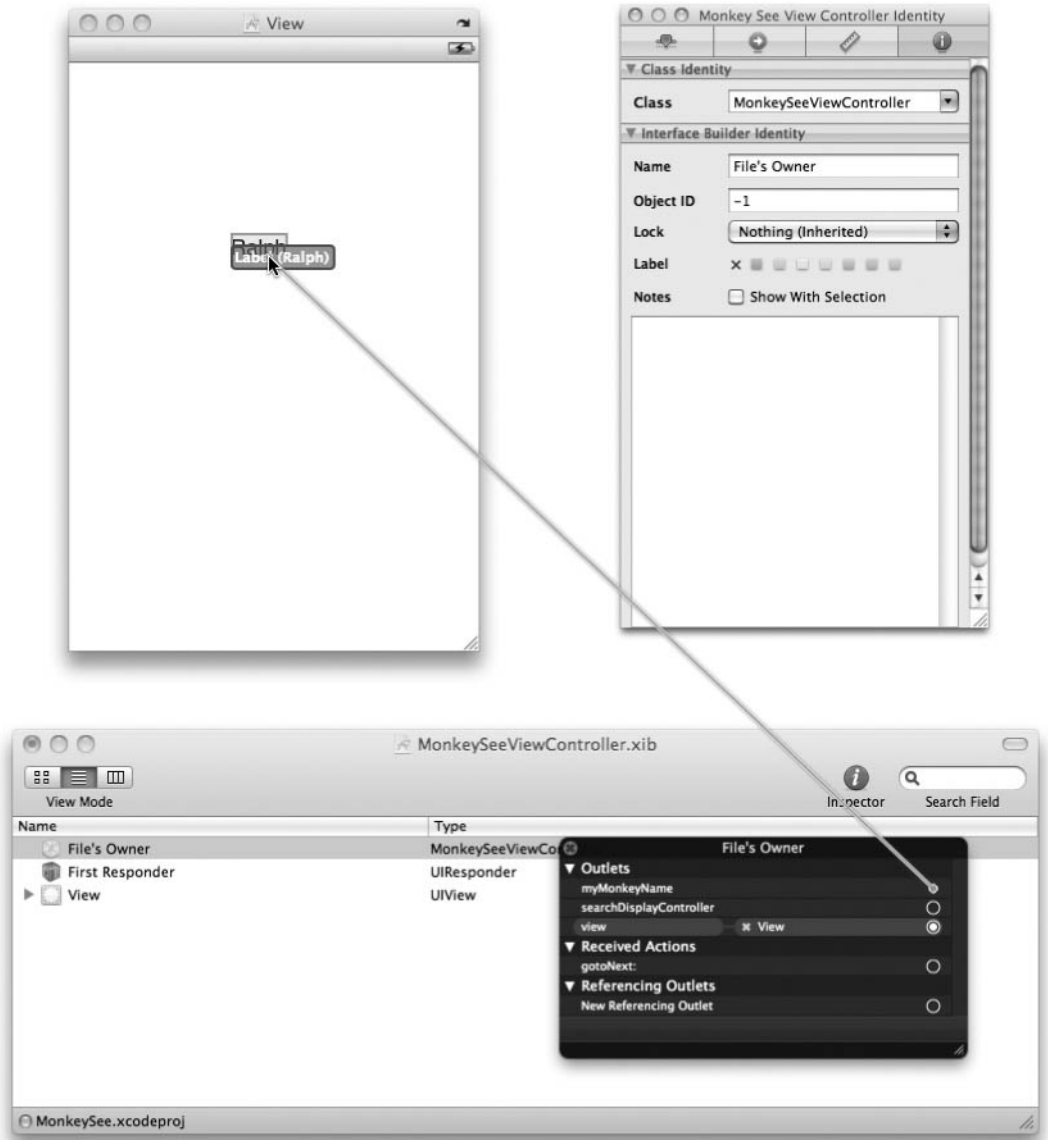 View
Ralph
Label (Ralph)
Monkey See View Controller Identity
Class Identity
Class MonkeySeeViewController
Interface Builder Identity
Name File's Owner
Object ID -1
Lock Nothing (Inherited)
Label
Notes Show With Selection
MonkeySeeViewController.xib
View Mode
Inspector Search Field
Name Type
File's Owner MonkeySeeViewCo
First Responder UIResponder
View UIView
File's Owner
Outlets
myMonkeyName
searchDisplayController
view View
Received Actions
gotoNext:
Referencing Outlets
New Referencing Outlet
MonkeySee.xcodeproj